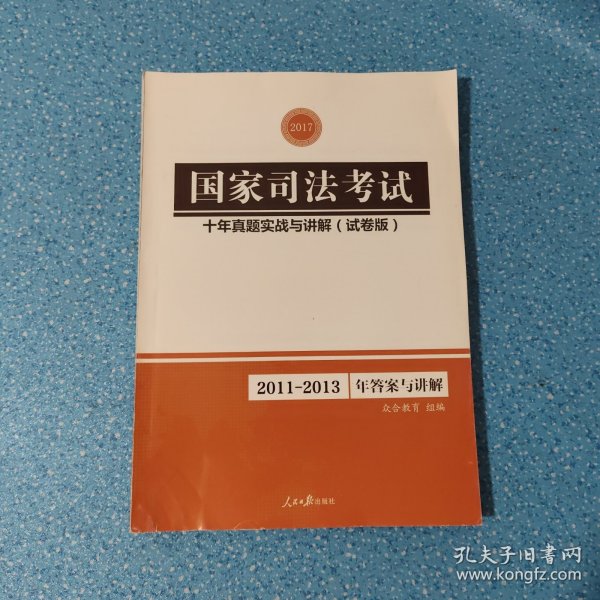 2017
国家司法考试
十年真题实战与讲解(试卷版)
2011-2013 年答案与讲解
众合教育 组编
人民日报出版社
孔夫子旧书网
www.kongfz.com